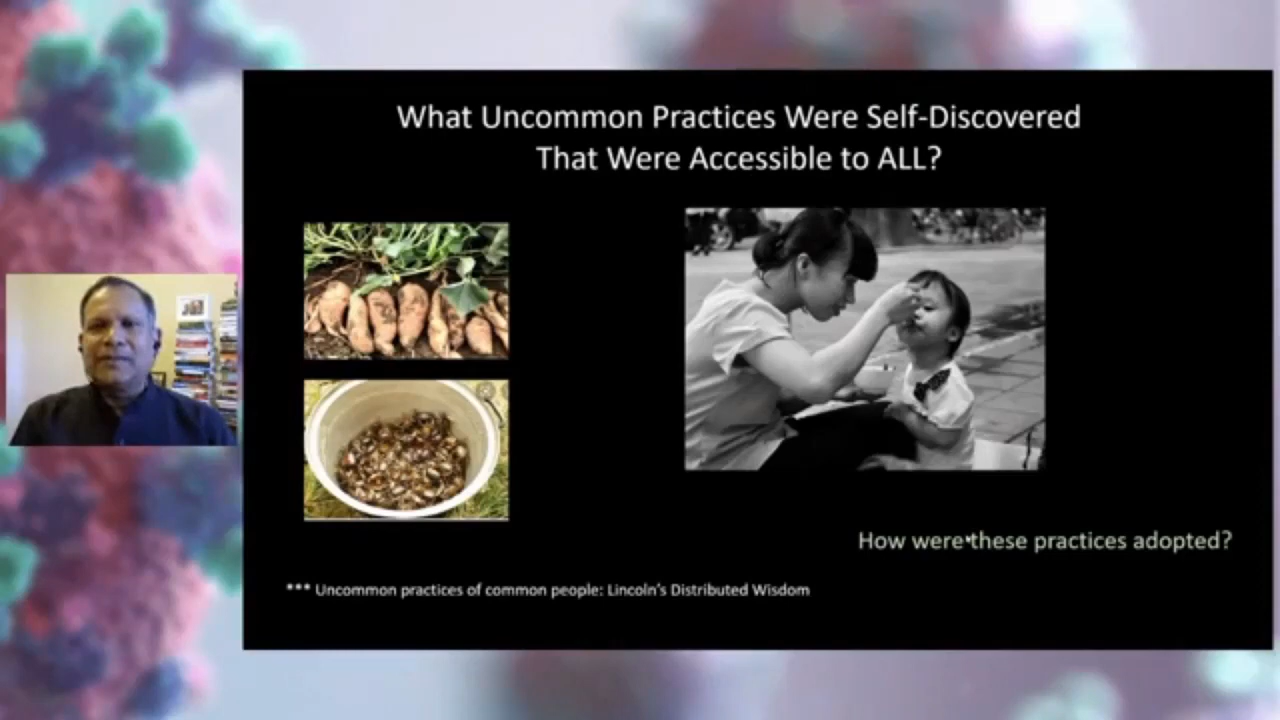 What Uncommon Practices Were Self-Discovered
That Were Accessible to ALL?
How were these practices adopted?
*** Uncommon practices of common people: Lincoln's Distributed Wisdom